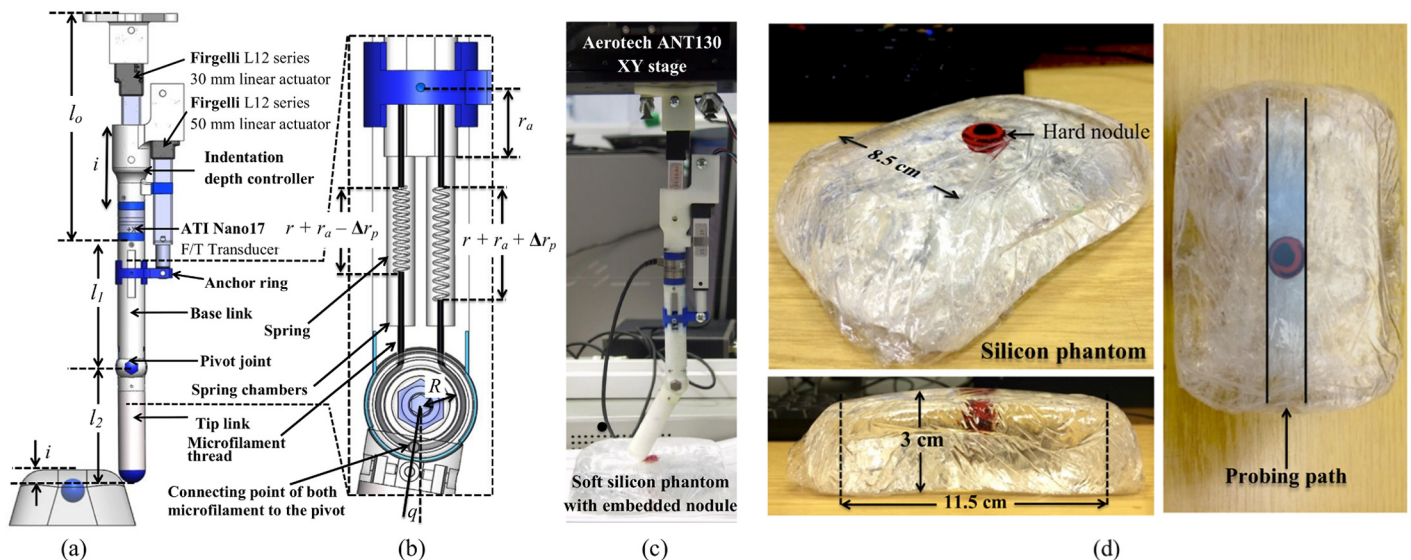 (a)
l_o
Firgelli L12 series
30 mm linear actuator
Firgelli L12 series
50 mm linear actuator
i
Indentation
depth controller
ATI Nano17
F/T Transducer
Anchor ring
l_1
Base link
Pivot joint
Spring chambers
l_2
Tip link
Microfilament
thread
i
Connecting point of both
microfilament to the pivot
(a)
(b)
r_a
r + r_a − Δr_p
r + r_a + Δr_p
Spring
R
q
(b)
(c)
Aerotech ANT130
XY stage
Soft silicon phantom
with embedded nodule
(c)
(d)
Hard nodule
8.5 cm
Silicon phantom
3 cm
11.5 cm
Probing path
(d)